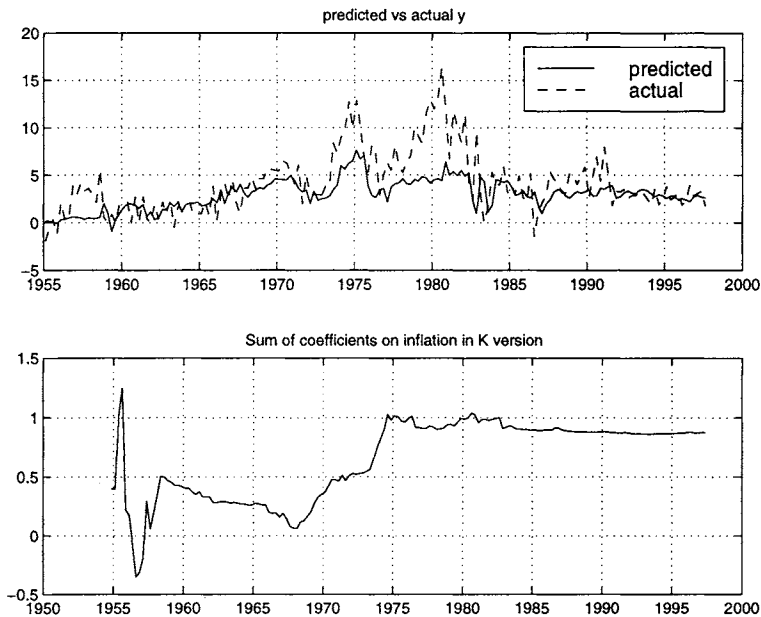 predicted vs actual y
20
15
10
5
0
−5
predicted
actual
1955 1960 1965 1970 1975 1980 1985 1990 1995 2000
Sum of coefficients on inflation in K version
1.5
1
0.5
0
−0.5
1950 1955 1960 1965 1970 1975 1980 1985 1990 1995 2000